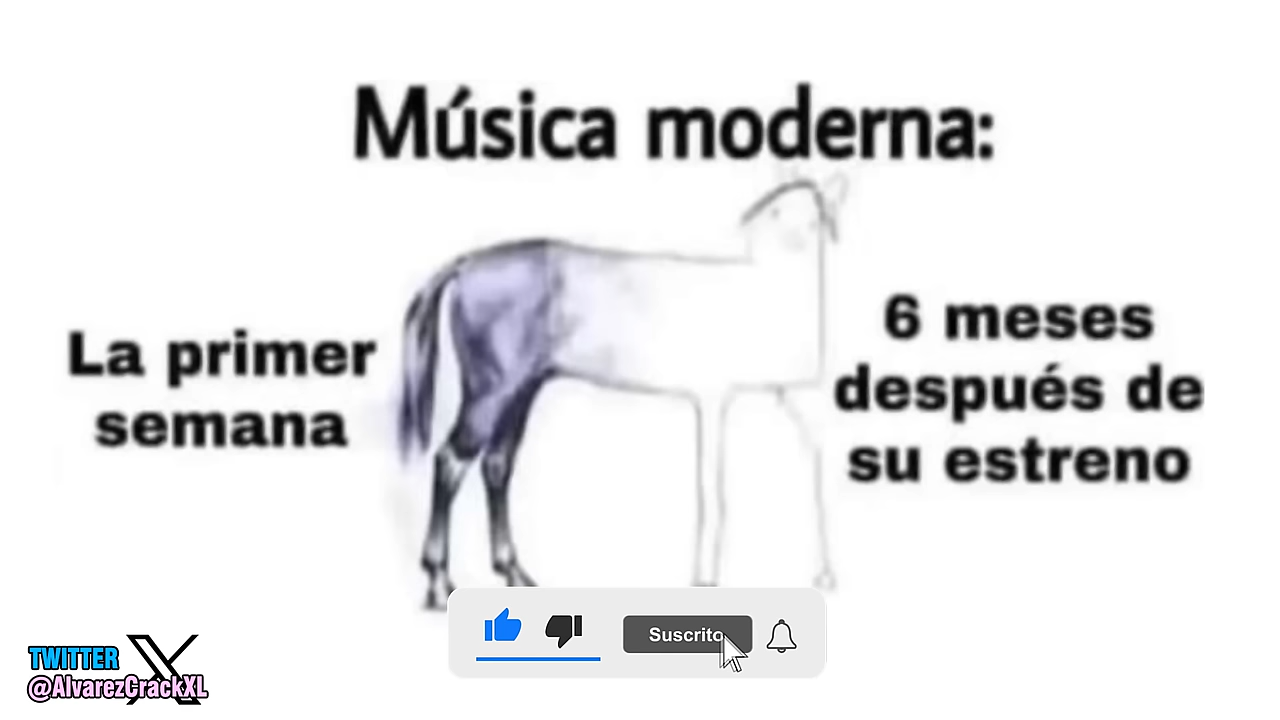 Música moderna:
La primer
semana
6 meses
después de
su estreno
Suscrito
TWITTER
@AlvarezCrackXL